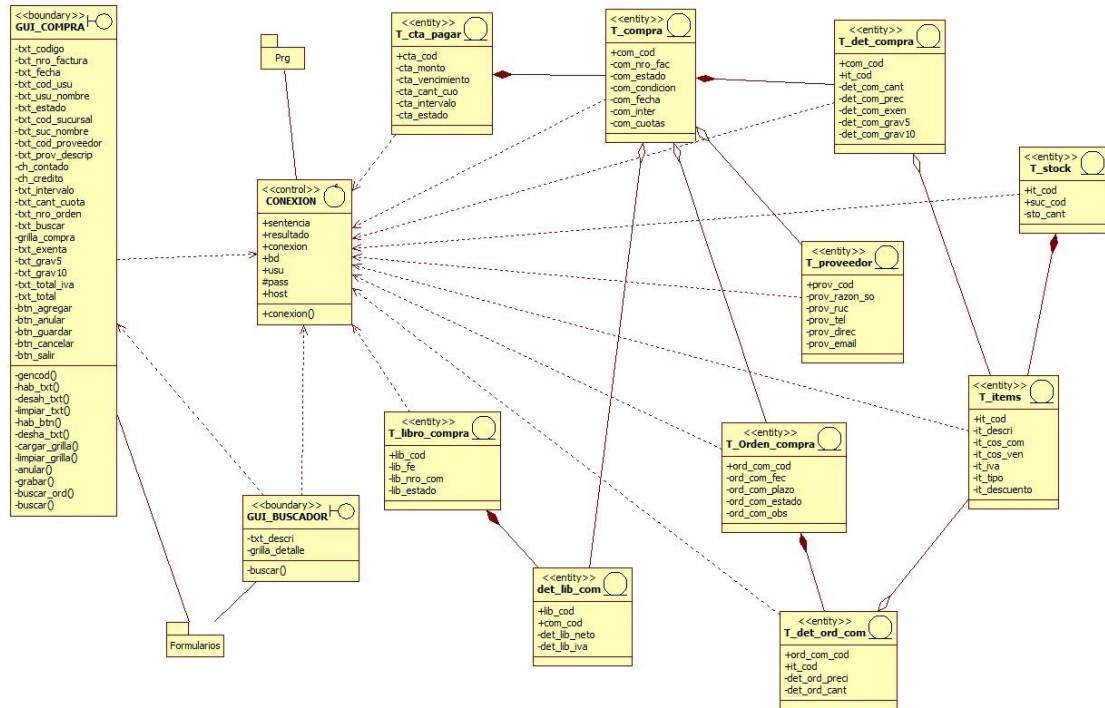 <<boundary>>
GUI_COMPRA
-txt_codigo
-txt_nro_factura
-txt_fecha
-txt_cod_usu
-txt_usu_nombre
-txt_estado
-txt_cod_sucursal
-txt_suc_nombre
-txt_cod_proveedor
-txt_prov_descrip
-ch_contado
-ch_credito
-txt_intervalo
-txt_cant_cuota
-txt_nro_orden
-txt_buscar
-grilla_compra
-txt_exenta
-txt_grav5
-txt_grav10
-txt_total_iva
-txt_total
-btn_agregar
-btn_anular
-btn_guardar
-btn_cancelar
-btn_salir
-gencod()
-hab_txt()
-desah_txt()
-limpiar_txt()
-hab_btn()
-desha_txt()
-cargar_grilla()
-limpiar_grilla()
-anular()
-grabar()
-buscar_ord()
-buscar()
Prg
<<control>>
CONEXION
+sentencia
+resultado
+conexion
+bd
+usu
#pass
+host
+conexion()
<<boundary>>
GUI_BUSCADOR
-txt_descri
-grilla_detalle
-buscar()
Formularios
<<entity>>
T_cta_pagar
+cta_cod
-cta_monto
-cta_vencimiento
-cta_cant_cuo
-cta_intervalo
-cta_estado
<<entity>>
T_compra
+com_cod
-com_nro_fac
-com_estado
-com_condicion
-com_fecha
-com_inter
-com_cuotas
<<entity>>
T_det_compra
+com_cod
+it_cod
-det_com_cant
-det_com_prec
-det_com_exen
-det_com_grav5
-det_com_grav10
<<entity>>
T_stock
+it_cod
+suc_cod
-sto_cant
<<entity>>
T_proveedor
+prov_cod
-prov_razon_so
-prov_ruc
-prov_tel
-prov_direc
-prov_email
<<entity>>
T_items
+it_cod
-it_descri
-it_cos_com
-it_cos_ven
-it_iva
-it_tipo
-it_descuento
<<entity>>
T_libro_compra
+lib_cod
-lib_fe
-lib_nro_com
-lib_estado
<<entity>>
T_Orden_compra
+ord_com_cod
-ord_com_fec
-ord_com_plazo
-ord_com_estado
-ord_com_obs
<<entity>>
det_lib_com
+lib_cod
+com_cod
-det_lib_neto
-det_lib_iva
<<entity>>
T_det_ord_com
+ord_com_cod
+it_cod
-det_ord_preci
-det_ord_cant